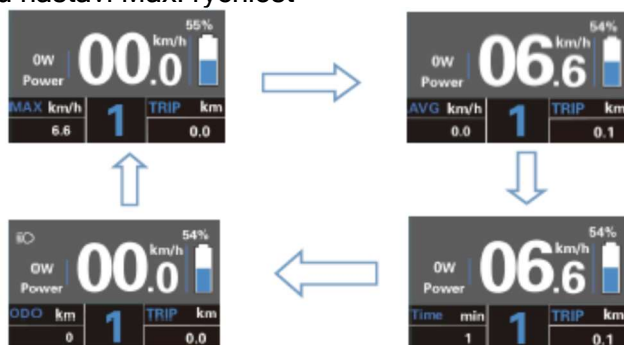 55%
0W 00.0 km/h
Power
MAX km/h 1 TRIP km
6.6 0.0
54%
0W 06.6 km/h
Power
AVG km/h 1 TRIP km
0.0 0.1
54%
0W 00.0 km/h
Power
ODO km 1 TRIP km
0 0.0
54%
0W 06.6 km/h
Power
Time min 1 TRIP km
1 0.1